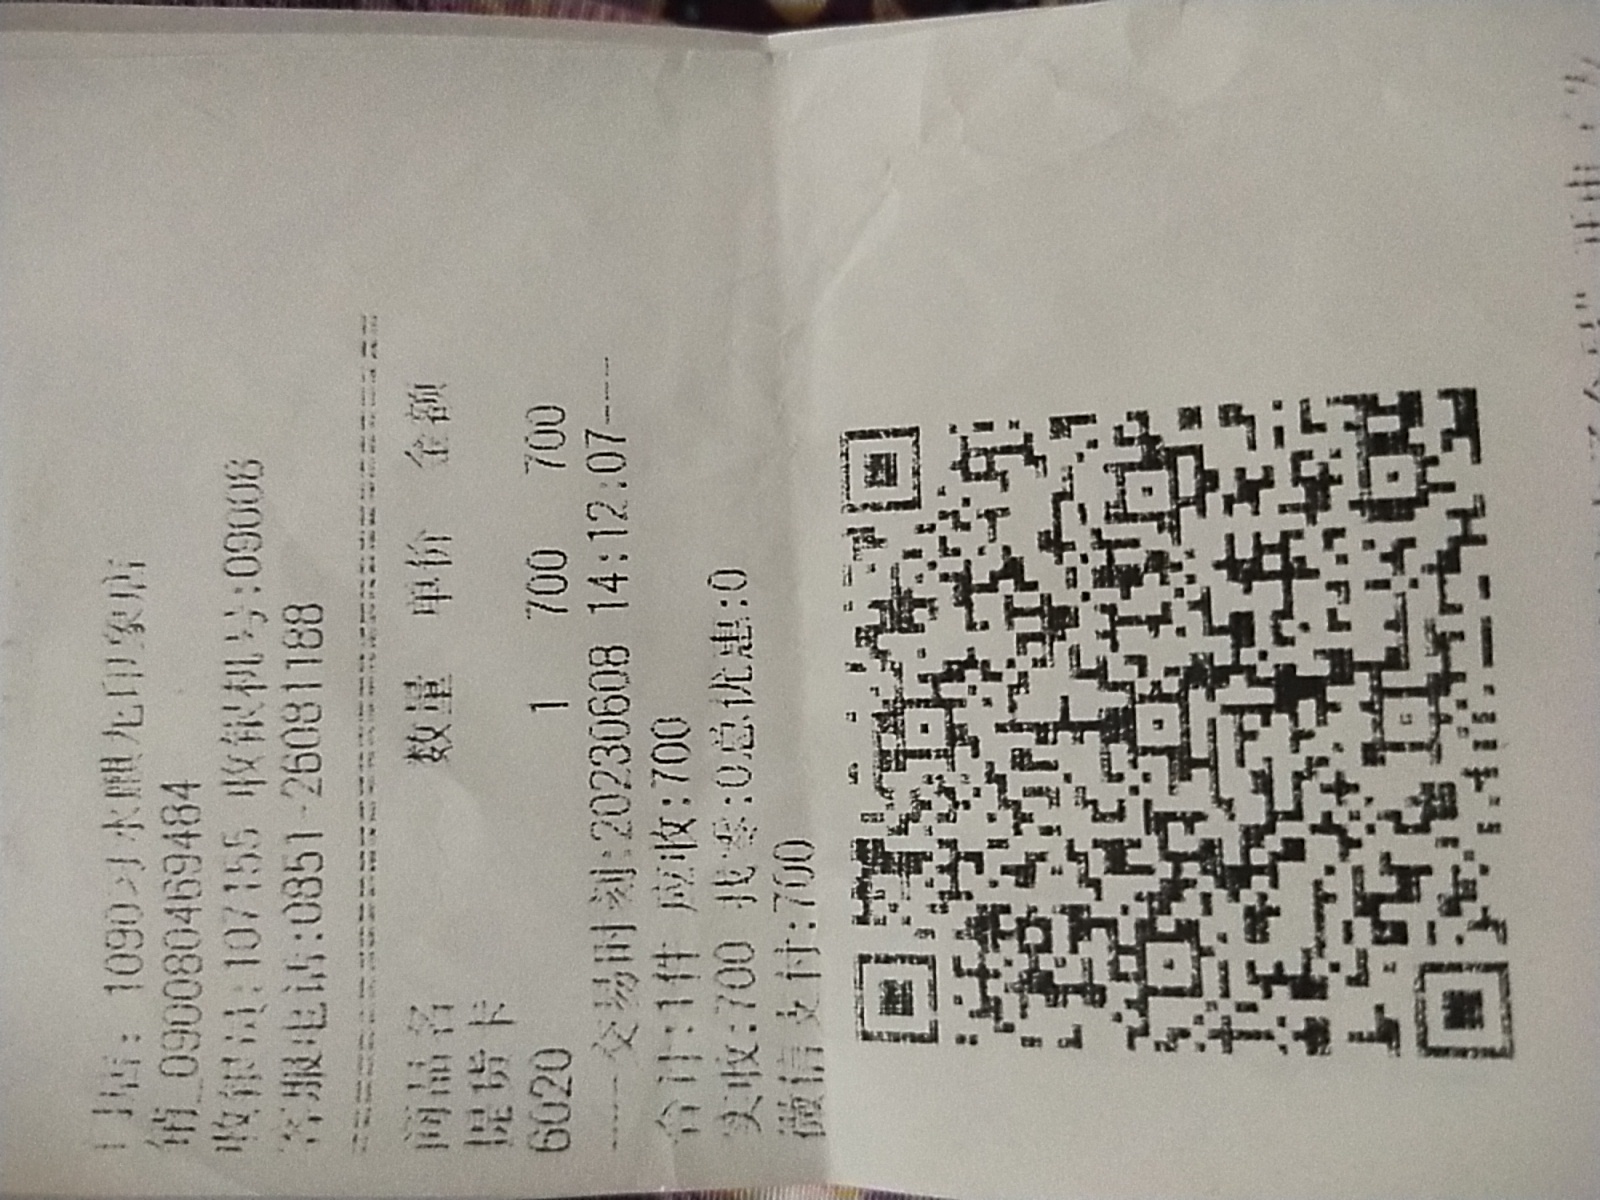 门店: 1090习水熙龙印象店
销_09008040469484
收银员:107155 收银机号:09008
客服电话:0851-26081188
商品名 数量 单价 金额
提货卡
6020 1 700 700
----交易时刻:20230608 14:12:07---
合计:1件 应收:700
实收:700 找零:0总优惠:0
微信支付:700